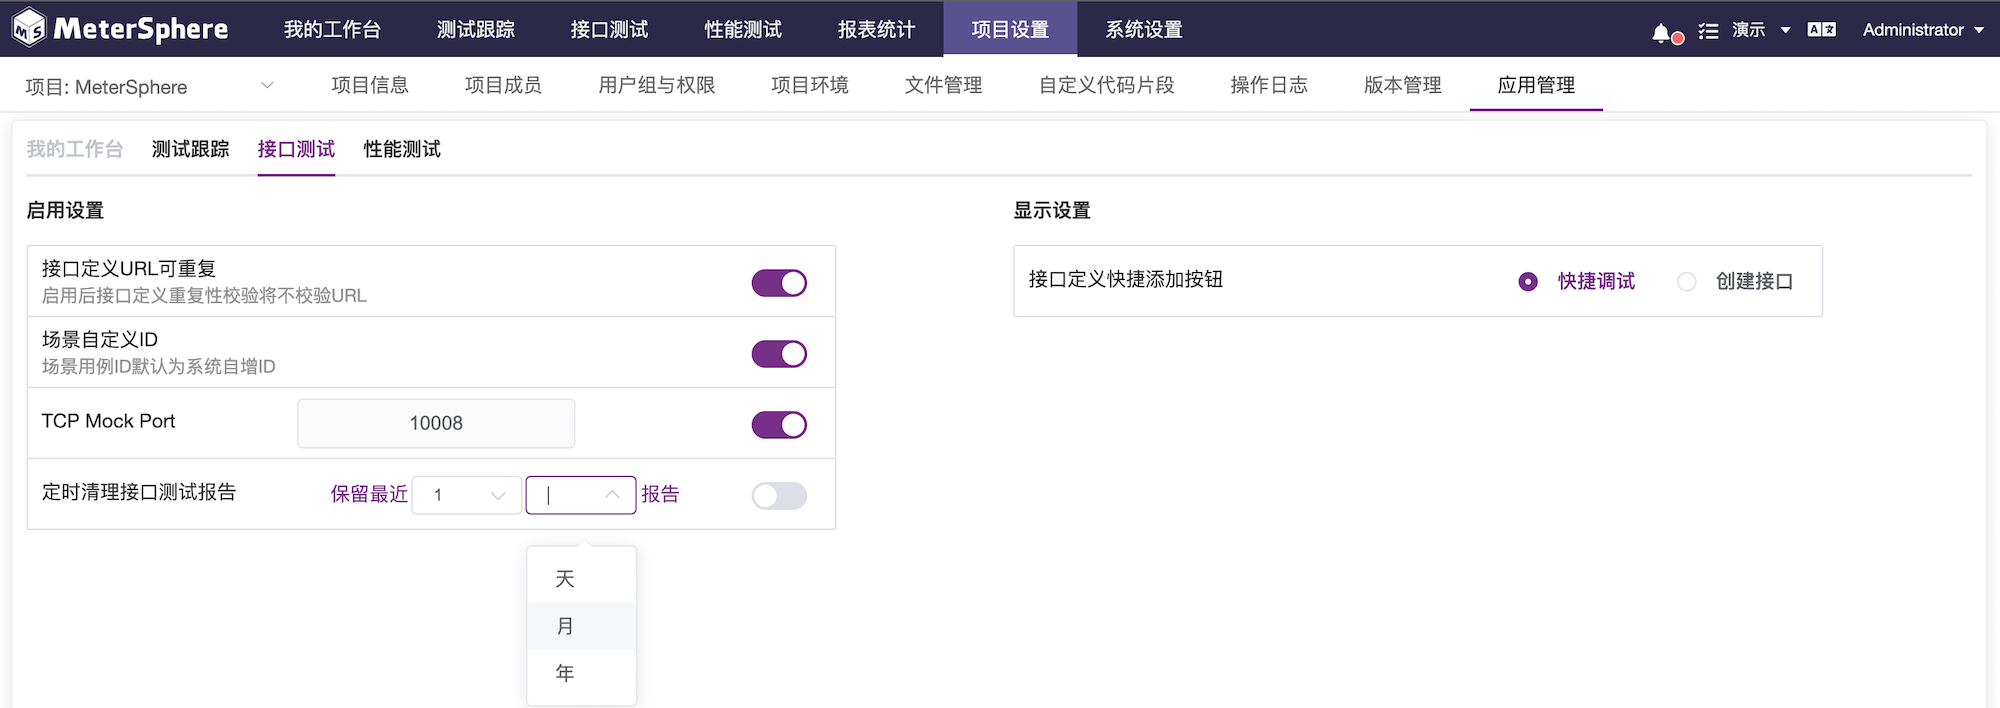 MeterSphere 我的工作台 测试跟踪 接口测试 性能测试 报表统计 项目设置 系统设置 演示 Administrator
项目: MeterSphere 项目信息 项目成员 用户组与权限 项目环境 文件管理 自定义代码片段 操作日志 版本管理 应用管理
我的工作台 测试跟踪 接口测试 性能测试
启用设置
接口定义URL可重复
启用后接口定义重复性校验将不校验URL
场景自定义ID
场景用例ID默认为系统自增ID
TCP Mock Port 10008
定时清理接口测试报告 保留最近 1 报告
天
月
年
显示设置
接口定义快捷添加按钮 快捷调试 创建接口